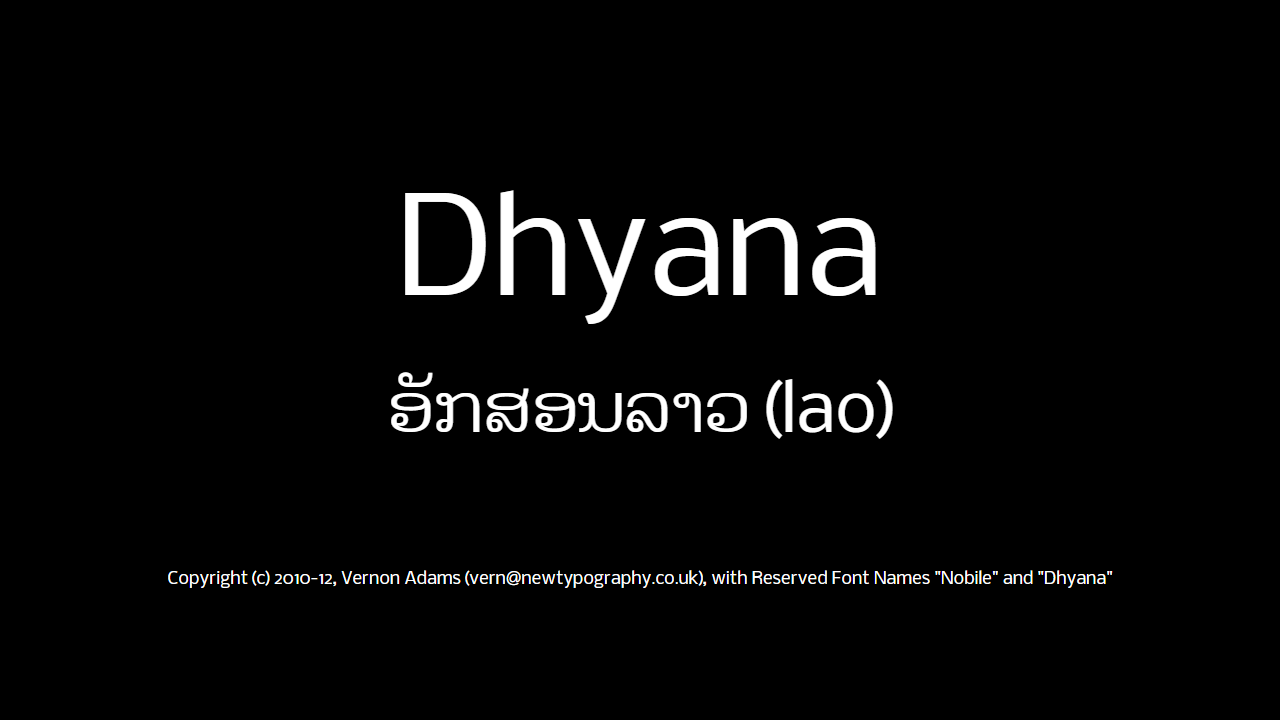 Dhyana
ອັກສອນລາວ (lao)
Copyright (c) 2010-12, Vernon Adams (vern@newtypography.co.uk), with Reserved Font Names "Nobile" and "Dhyana"